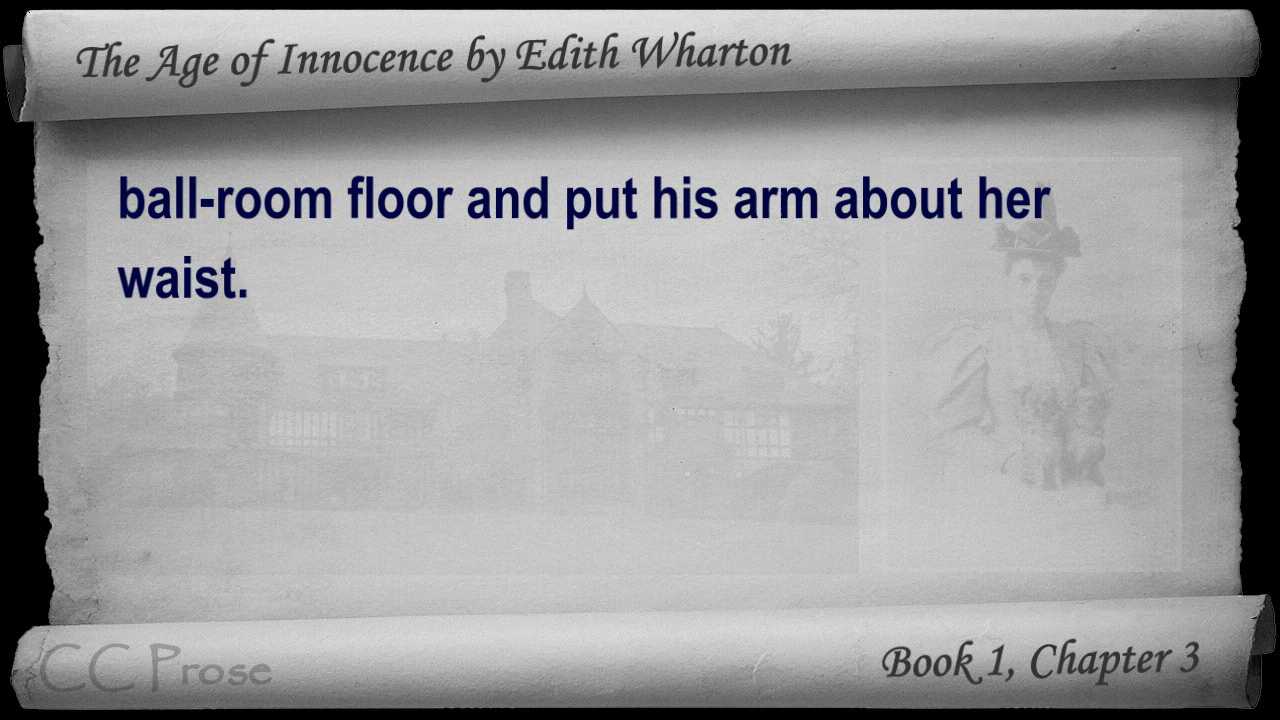 The Age of Innocence by Edith Wharton
ball-room floor and put his arm about her
waist.
CC Prose
Book 1, Chapter 3